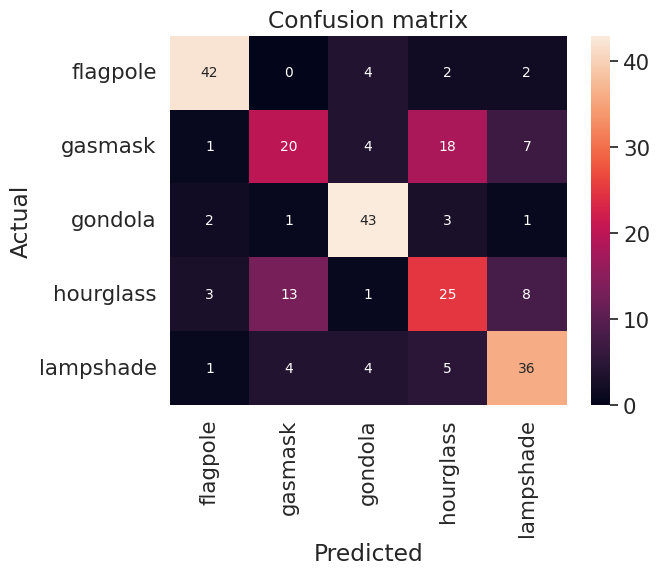 Confusion matrix
Actual
flagpole 42 0 4 2 2
gasmask 1 20 4 18 7
gondola 2 1 43 3 1
hourglass 3 13 1 25 8
lampshade 1 4 4 5 36
flagpole gasmask gondola hourglass lampshade
Predicted
40
30
20
10
0